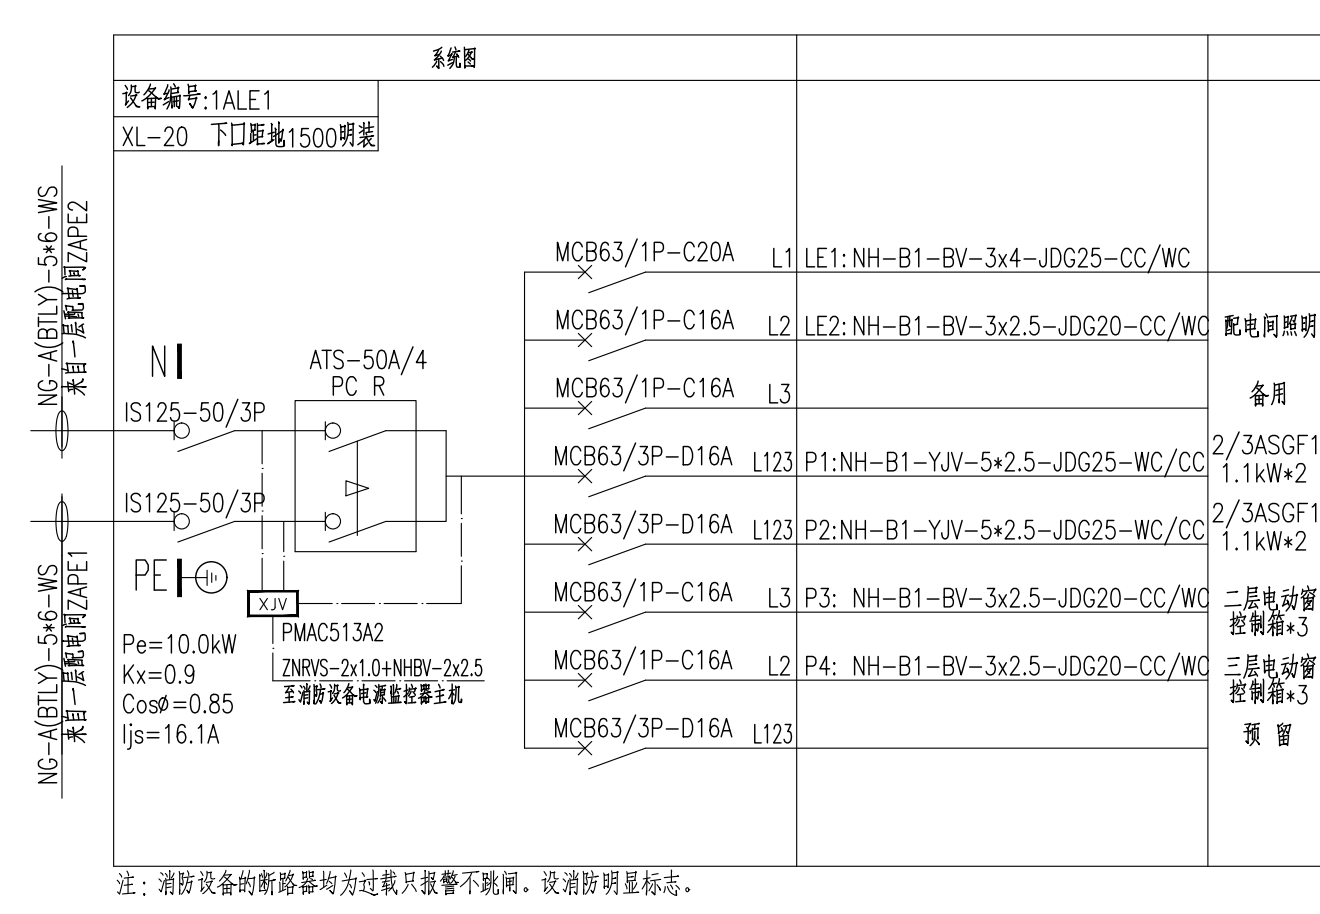 系统图
设备编号:1ALE1
XL-20 下口距地1500明装
NG-A(BTLY)-5*6-WS
来自一层配电间ZAPE2
NG-A(BTLY)-5*6-WS
来自一层配电间ZAPE1
N
IS125-50/3P
IS125-50/3P
PE
ATS-50A/4
PC R
XJV
PMAC513A2
ZNRVS-2x1.0+NHBV-2x2.5
至消防设备电源监控器主机
Pe=10.0kW
Kx=0.9
CosØ=0.85
Ijs=16.1A
MCB63/1P-C20A L1 LE1:NH-B1-BV-3x4-JDG25-CC/WC
MCB63/1P-C16A L2 LE2:NH-B1-BV-3x2.5-JDG20-CC/WC 配电间照明
MCB63/1P-C16A L3 备用
MCB63/3P-D16A L123 P1:NH-B1-YJV-5*2.5-JDG25-WC/CC 2/3ASGF1
1.1kW*2
MCB63/3P-D16A L123 P2:NH-B1-YJV-5*2.5-JDG25-WC/CC 2/3ASGF1
1.1kW*2
MCB63/1P-C16A L3 P3: NH-B1-BV-3x2.5-JDG20-CC/WC 二层电动窗
控制箱*3
MCB63/1P-C16A L2 P4: NH-B1-BV-3x2.5-JDG20-CC/WC 三层电动窗
控制箱*3
MCB63/3P-D16A L123 预 留
注: 消防设备的断路器均为过载只报警不跳闸。设消防明显标志。